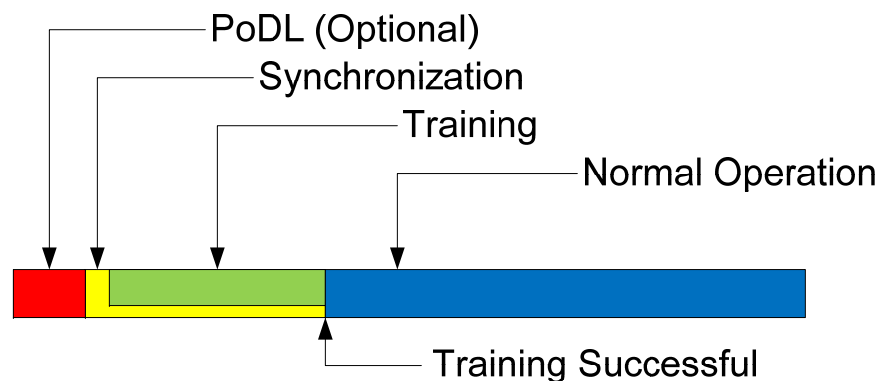 PoDL (Optional)
Synchronization
Training
Normal Operation
Training Successful